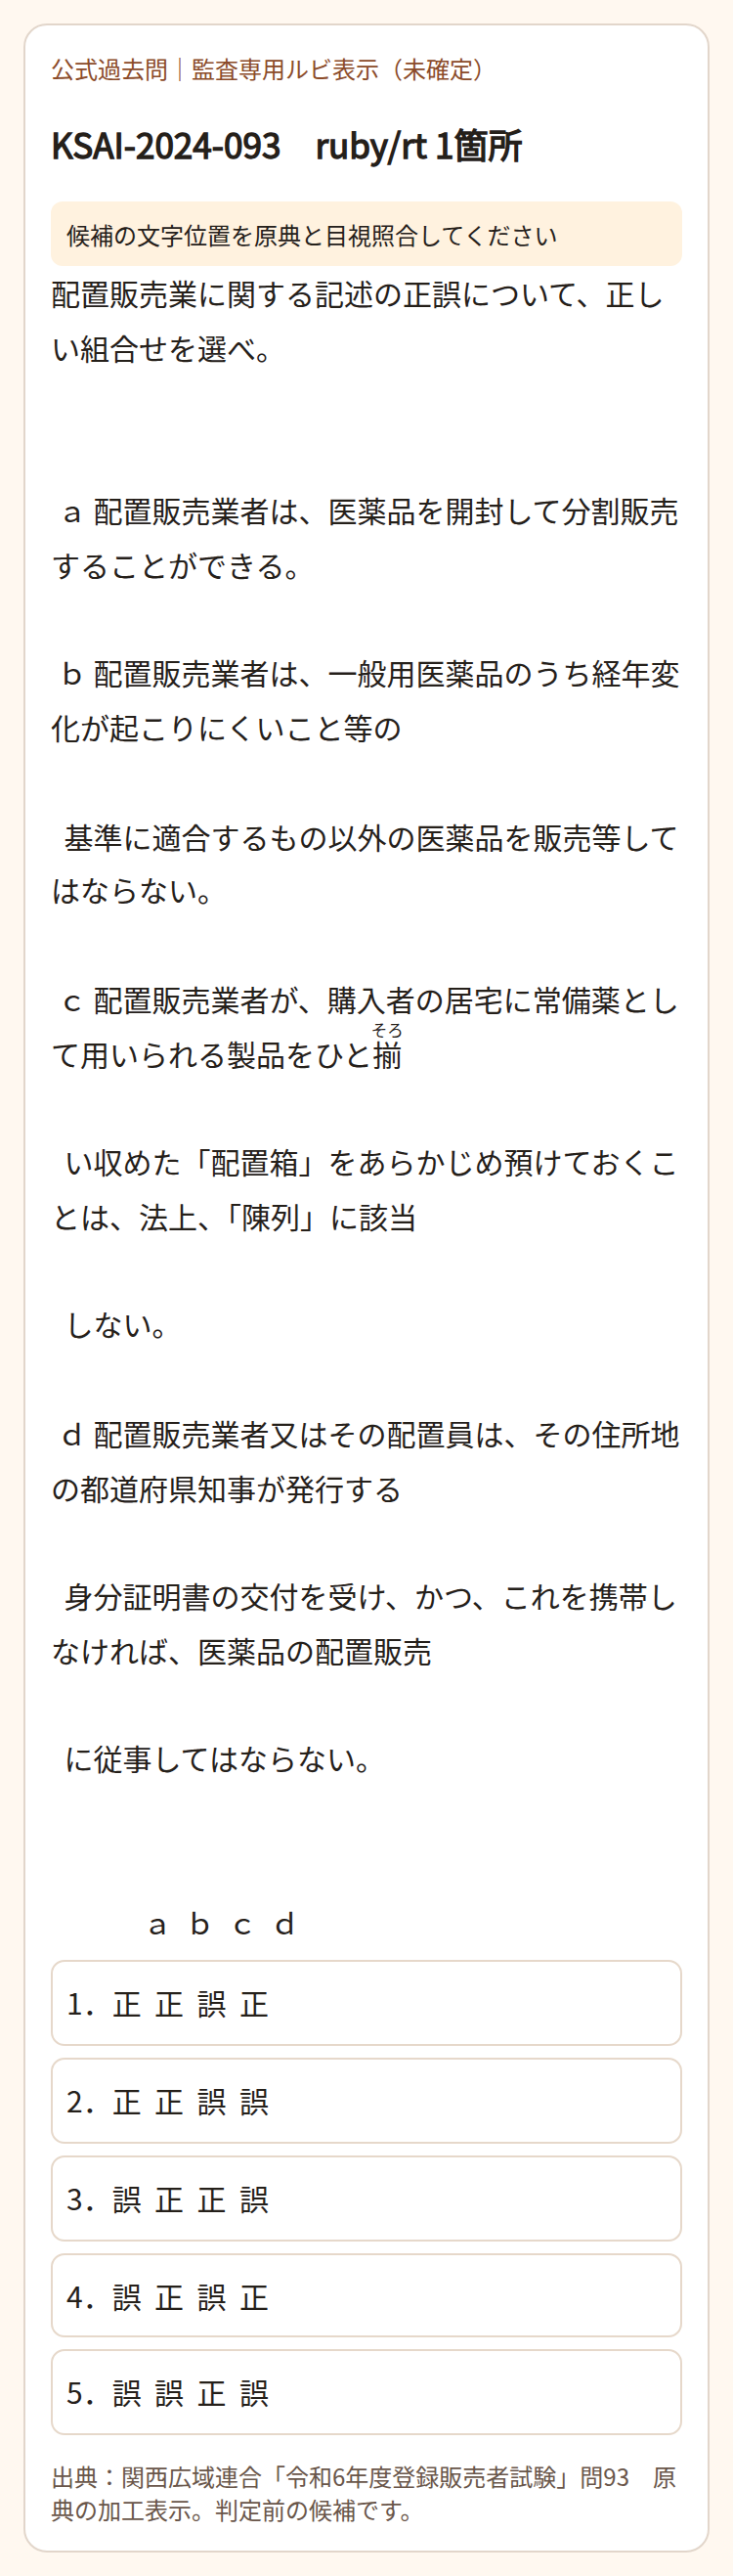 公式過去問｜監査専用ルビ表示（未確定）
KSAI-2024-093　ruby/rt 1箇所
候補の文字位置を原典と目視照合してください
配置販売業に関する記述の正誤について、正し
い組合せを選べ。
ａ 配置販売業者は、医薬品を開封して分割販売
することができる。
ｂ 配置販売業者は、一般用医薬品のうち経年変
化が起こりにくいこと等の
基準に適合するもの以外の医薬品を販売等して
はならない。
ｃ 配置販売業者が、購入者の居宅に常備薬とし
そろ
て用いられる製品をひと揃
い収めた「配置箱」をあらかじめ預けておくこ
とは、法上、「陳列」に該当
しない。
ｄ 配置販売業者又はその配置員は、その住所地
の都道府県知事が発行する
身分証明書の交付を受け、かつ、これを携帯し
なければ、医薬品の配置販売
に従事してはならない。
ａ ｂ ｃ ｄ
1．正 正 誤 正
2．正 正 誤 誤
3．誤 正 正 誤
4．誤 正 誤 正
5．誤 誤 正 誤
出典：関西広域連合「令和6年度登録販売者試験」問93　原
典の加工表示。判定前の候補です。